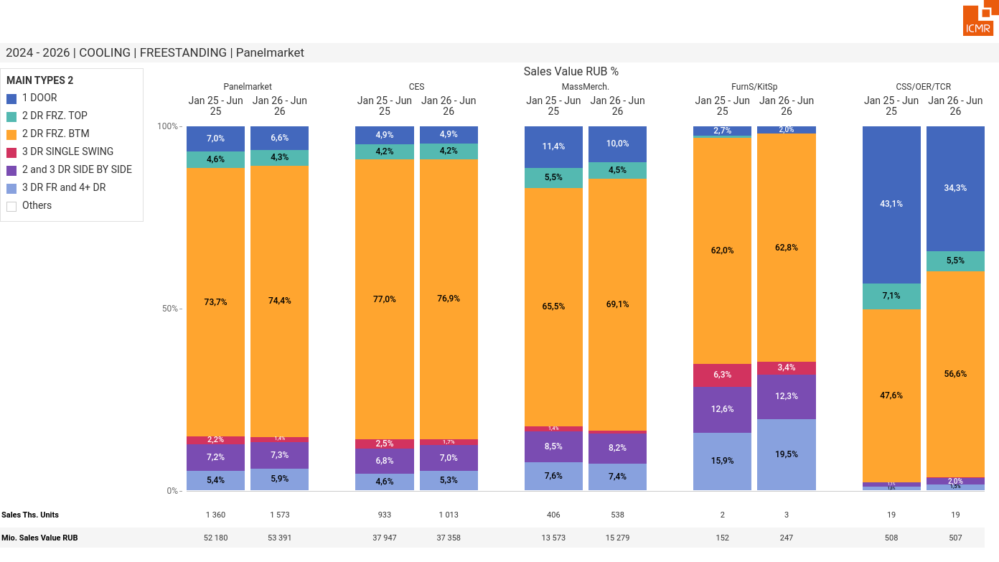 ICMR
2024 - 2026 | COOLING | FREESTANDING | Panelmarket
MAIN TYPES 2
1 DOOR
2 DR FRZ. TOP
2 DR FRZ. BTM
3 DR SINGLE SWING
2 and 3 DR SIDE BY SIDE
3 DR FR and 4+ DR
Others
Sales Value RUB %
Panelmarket CES MassMerch. FurnS/KitSp CSS/OER/TCR
Jan 25 - Jun 25 Jan 26 - Jun 26 Jan 25 - Jun 25 Jan 26 - Jun 26 Jan 25 - Jun 25 Jan 26 - Jun 26 Jan 25 - Jun 25 Jan 26 - Jun 26 Jan 25 - Jun 25 Jan 26 - Jun 26
100%
7,0% 6,6% 4,9% 4,9% 11,4% 10,0% 2,7% 2,0% 43,1% 34,3%
4,6% 4,3% 4,2% 4,2% 5,5% 4,5% 7,1% 5,5%
50%
73,7% 74,4% 77,0% 76,9% 65,5% 69,1% 62,0% 62,8% 47,6% 56,6%
2,2% 1,4% 2,5% 1,7% 1,4% 6,3% 3,4%
7,2% 7,3% 6,8% 7,0% 8,5% 8,2% 12,6% 12,3% 2,0%
5,4% 5,9% 4,6% 5,3% 7,6% 7,4% 15,9% 19,5% 1,5%
0%
Sales Ths. Units 1 360 1 573 933 1 013 406 538 2 3 19 19
Mio. Sales Value RUB 52 180 53 391 37 947 37 358 13 573 15 279 152 247 508 507